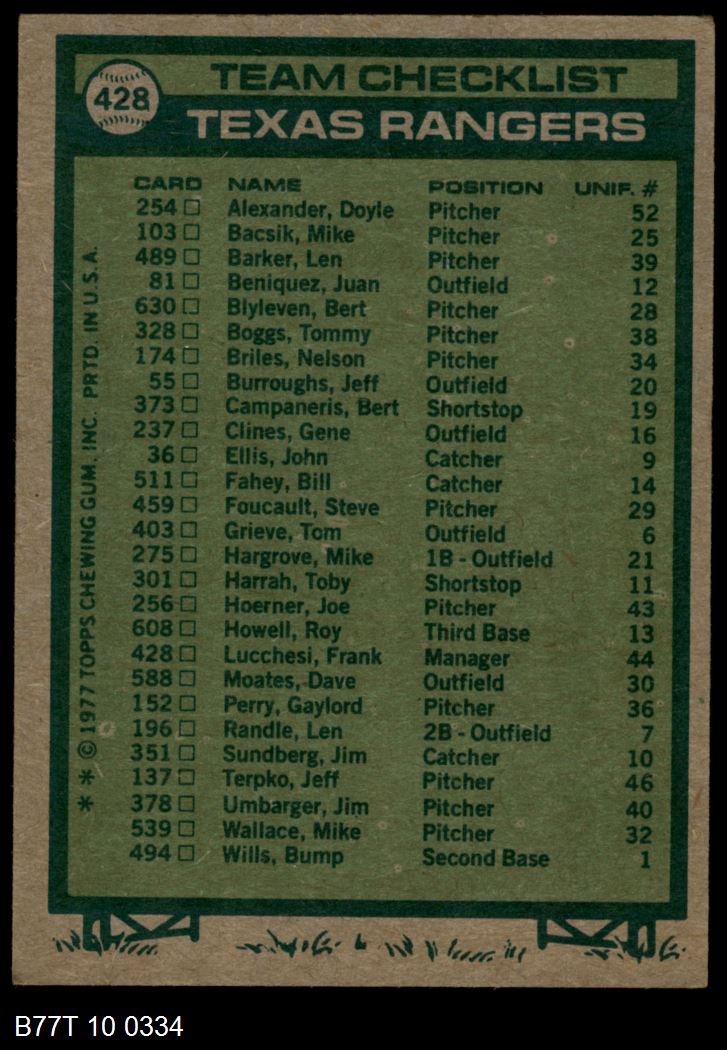 428
TEAM CHECKLIST
TEXAS RANGERS
CARD NAME POSITION UNIF. #
254 □ Alexander, Doyle Pitcher 52
103 □ Bacsik, Mike Pitcher 25
489 □ Barker, Len Pitcher 39
81 □ Beniquez, Juan Outfield 12
630 □ Blyleven, Bert Pitcher 28
328 □ Boggs, Tommy Pitcher 38
174 □ Briles, Nelson Pitcher 34
55 □ Burroughs, Jeff Outfield 20
373 □ Campaneris, Bert Shortstop 19
237 □ Clines, Gene Outfield 16
36 □ Ellis, John Catcher 9
511 □ Fahey, Bill Catcher 14
459 □ Foucault, Steve Pitcher 29
403 □ Grieve, Tom Outfield 6
275 □ Hargrove, Mike 1B - Outfield 21
301 □ Harrah, Toby Shortstop 11
256 □ Hoerner, Joe Pitcher 43
608 □ Howell, Roy Third Base 13
428 □ Lucchesi, Frank Manager 44
588 □ Moates, Dave Outfield 30
152 □ Perry, Gaylord Pitcher 36
196 □ Randle, Len 2B - Outfield 7
351 □ Sundberg, Jim Catcher 10
137 □ Terpko, Jeff Pitcher 46
378 □ Umbarger, Jim Pitcher 40
539 □ Wallace, Mike Pitcher 32
494 □ Wills, Bump Second Base 1
* * © 1977 TOPPS CHEWING GUM, INC. PRTD. IN U.S.A.
B77T 10 0334